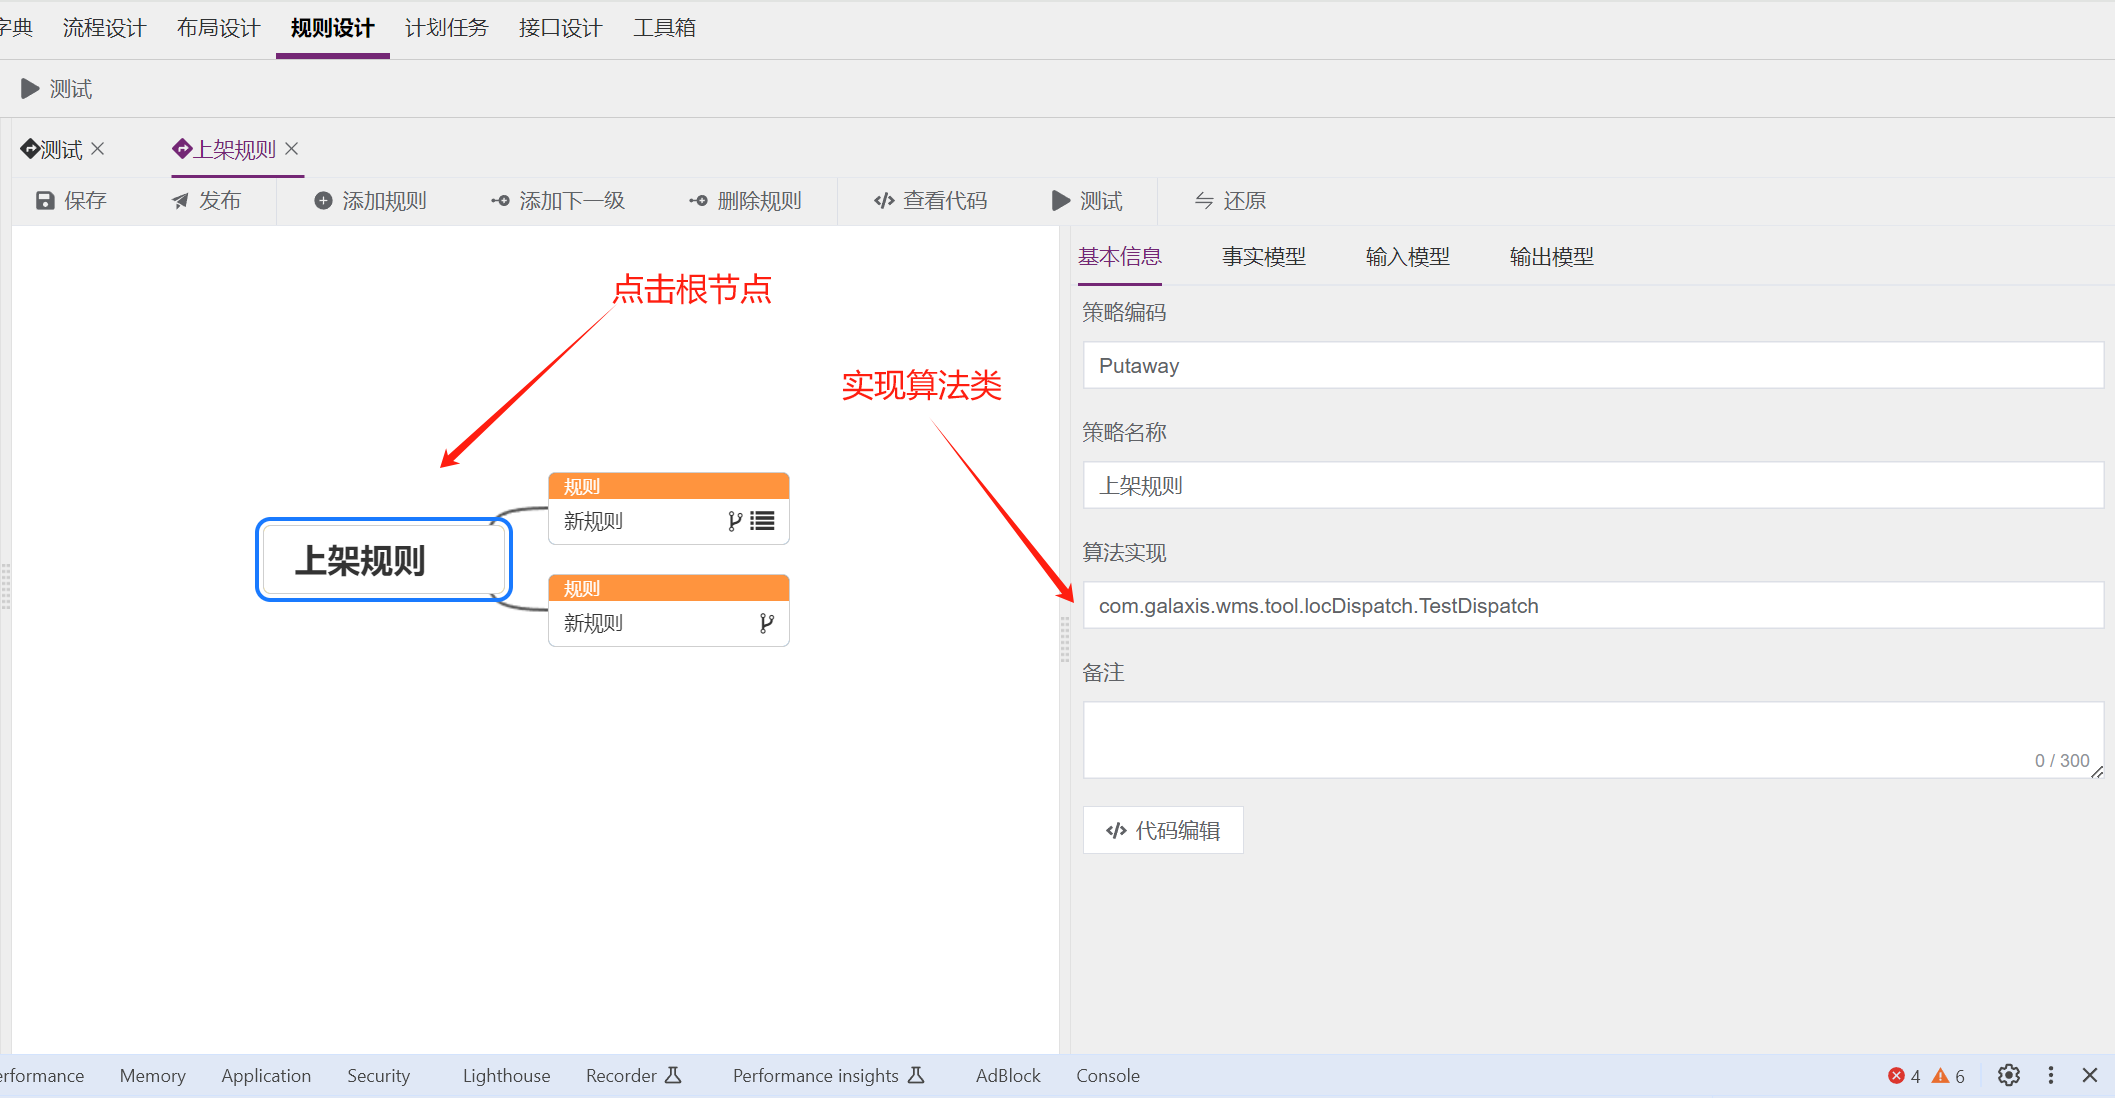 字典 流程设计 布局设计 规则设计 计划任务 接口设计 工具箱
测试
测试 上架规则
保存 发布 添加规则 添加下一级 删除规则 查看代码 测试 还原
基本信息 事实模型 输入模型 输出模型
点击根节点
策略编码
Putaway
实现算法类
策略名称
上架规则
规则
新规则
上架规则
算法实现
规则
com.galaxis.wms.tool.locDispatch.TestDispatch
新规则
备注
0 / 300
代码编辑
erformance Memory Application Security Lighthouse Recorder Performance insights AdBlock Console 4 6